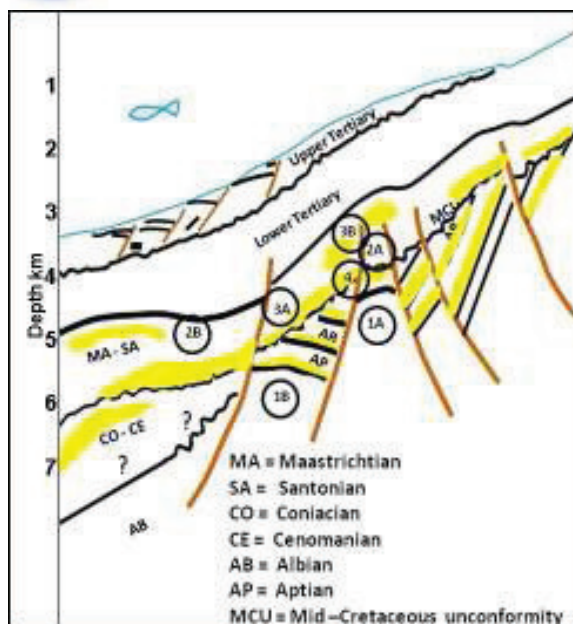 1
2
3
4
5
6
7
Depth km
Upper Tertiary
Lower Tertiary
MCU
3B
2A
4
3A
1A
2B
MA - SA
AB
AP
1B
CO - CE
?
?
AB
MA = Maastrichtian
SA = Santonian
CO = Coniacian
CE = Cenomanian
AB = Albian
AP = Aptian
MCU = Mid -Cretaceous unconformity